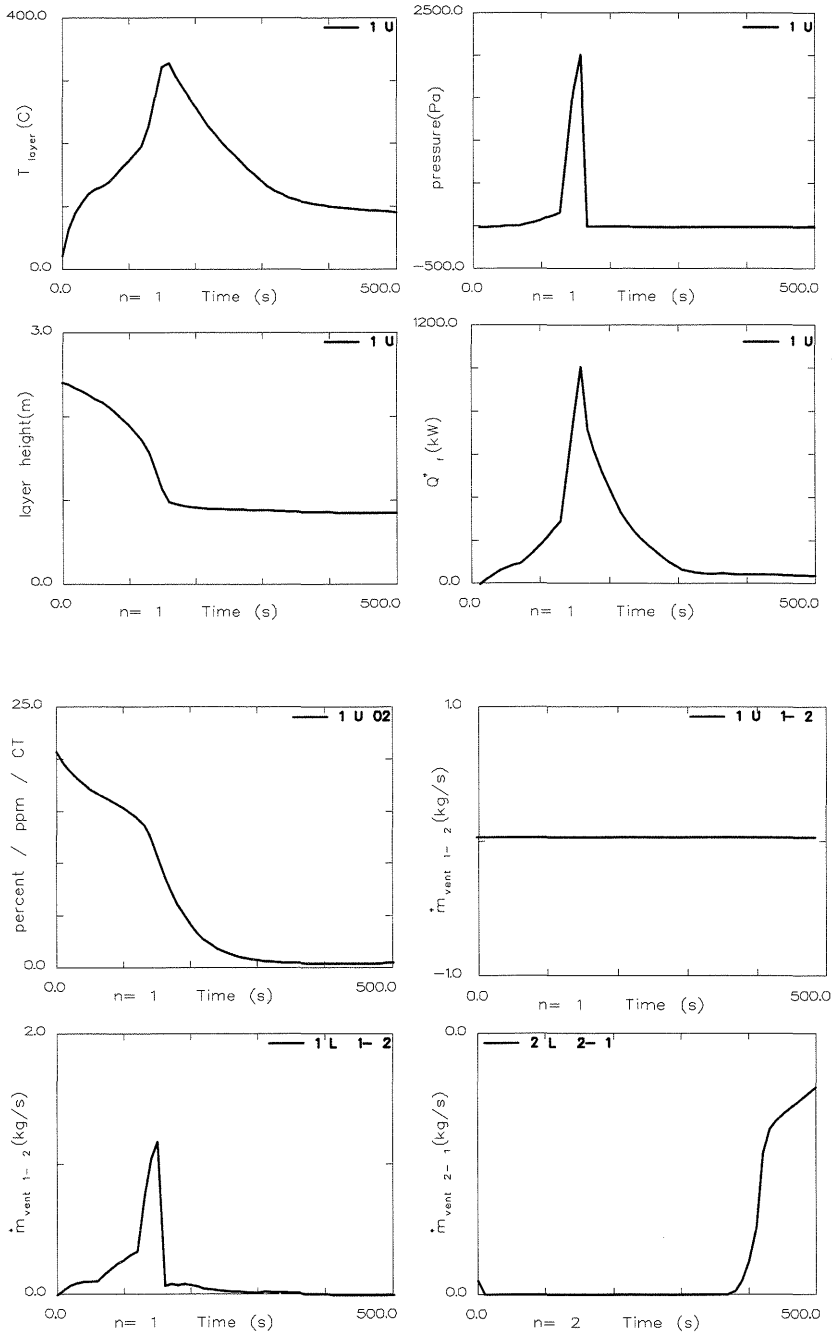 400.0
1 U
T layer (C)
0.0
0.0
500.0
n= 1 Time (s)
2500.0
1 U
pressure(Pa)
-500.0
0.0
500.0
n= 1 Time (s)
3.0
1 U
layer height(m)
0.0
0.0
500.0
n= 1 Time (s)
1200.0
1 U
Q* f (kW)
0.0
0.0
500.0
n= 1 Time (s)
25.0
1 U O2
percent / ppm / CT
0.0
0.0
500.0
n= 1 Time (s)
1.0
1 U 1- 2
ṁ vent 1- 2 (kg/s)
-1.0
0.0
500.0
n= 1 Time (s)
2.0
1 L 1- 2
ṁ vent 1- 2 (kg/s)
0.0
0.0
500.0
n= 1 Time (s)
0.0
2 L 2- 1
ṁ vent 2- 1 (kg/s)
0.0
0.0
500.0
n= 2 Time (s)